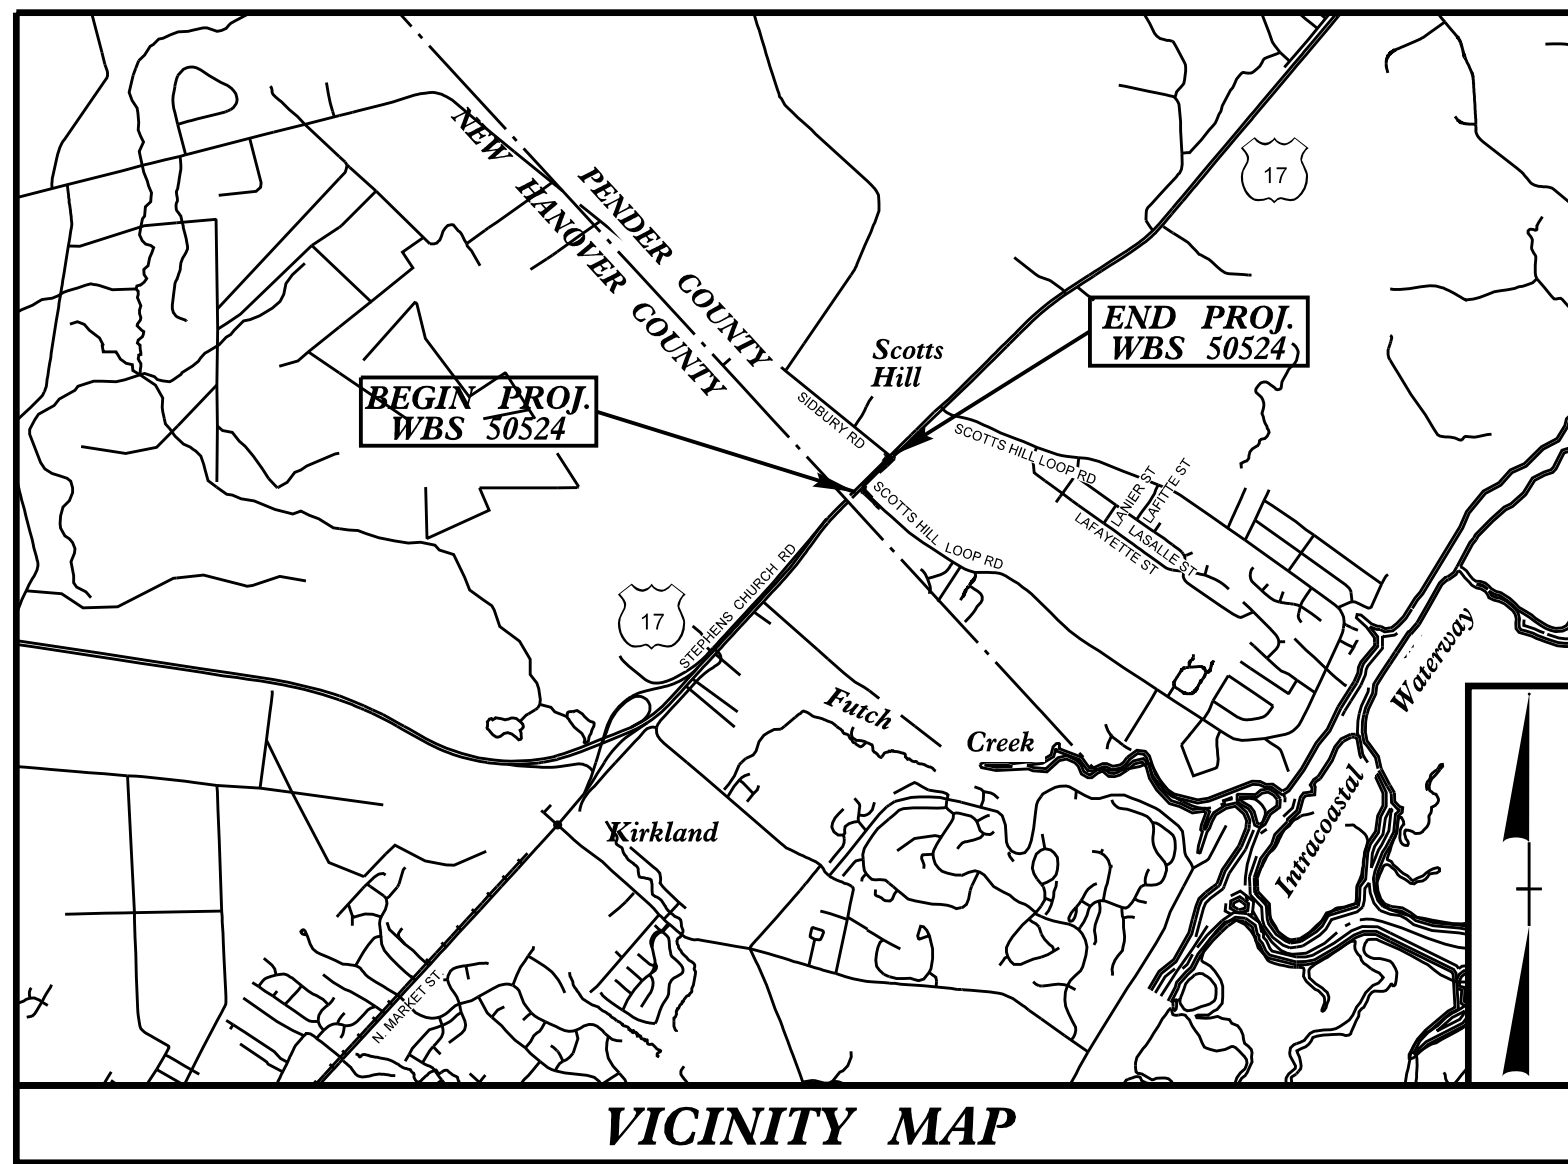 NEW HANOVER COUNTY
PENDER COUNTY
17
END PROJ.
WBS 50524
Scotts
Hill
BEGIN PROJ.
WBS 50524
SIDBURY RD
SCOTTS HILL LOOP RD
LANIER ST
LAFITTE ST
LAFAYETTE ST
LASALLE ST
SCOTTS HILL LOOP RD
STEPHENS CHURCH RD
17
Futch
Creek
Waterway
Intracoastal
Kirkland
N. MARKET ST.
VICINITY MAP